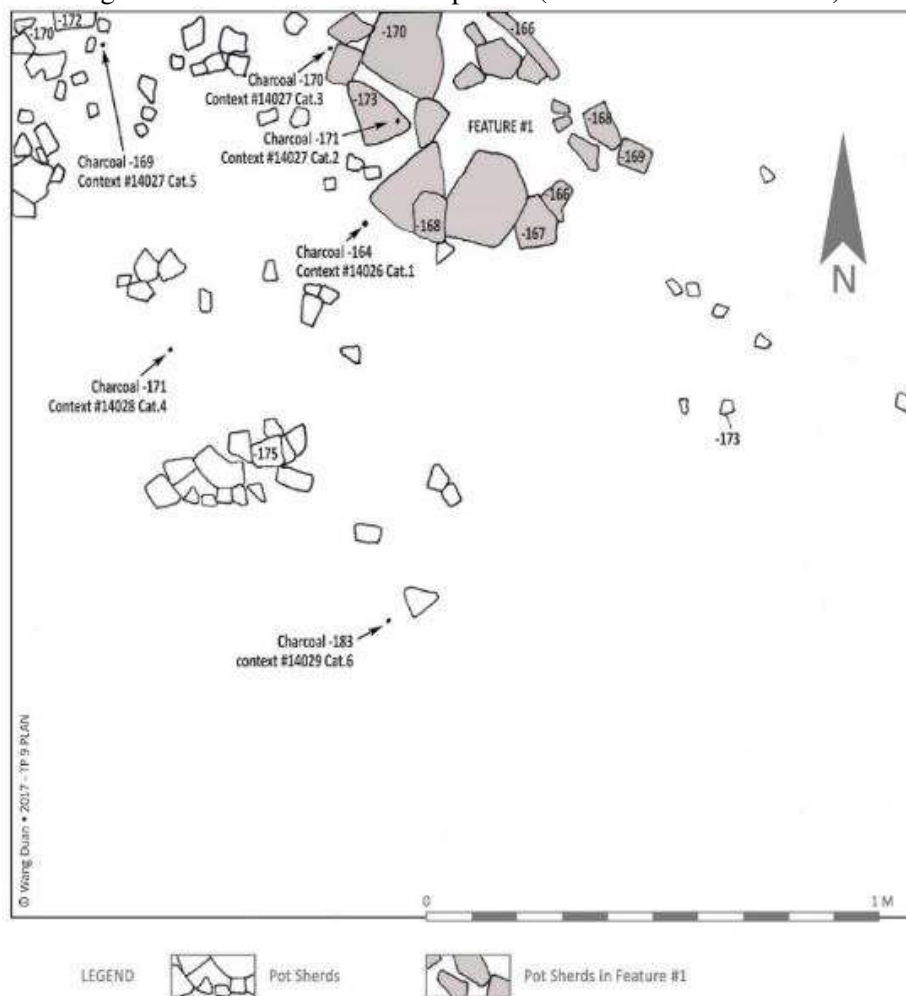 -172
-170
-170
-166
Charcoal -170
Context #14027 Cat.3
-173
Charcoal -171
Context #14027 Cat.2
FEATURE #1
-168
-169
Charcoal -169
Context #14027 Cat.5
-166
-168
-167
Charcoal -164
Context #14026 Cat.1
N
Charcoal -171
Context #14028 Cat.4
-173
-175
Charcoal -183
context #14029 Cat.6
© Wang Duan • 2017 - TP 9 PLAN
0
1 M
LEGEND
Pot Sherds
Pot Sherds in Feature #1